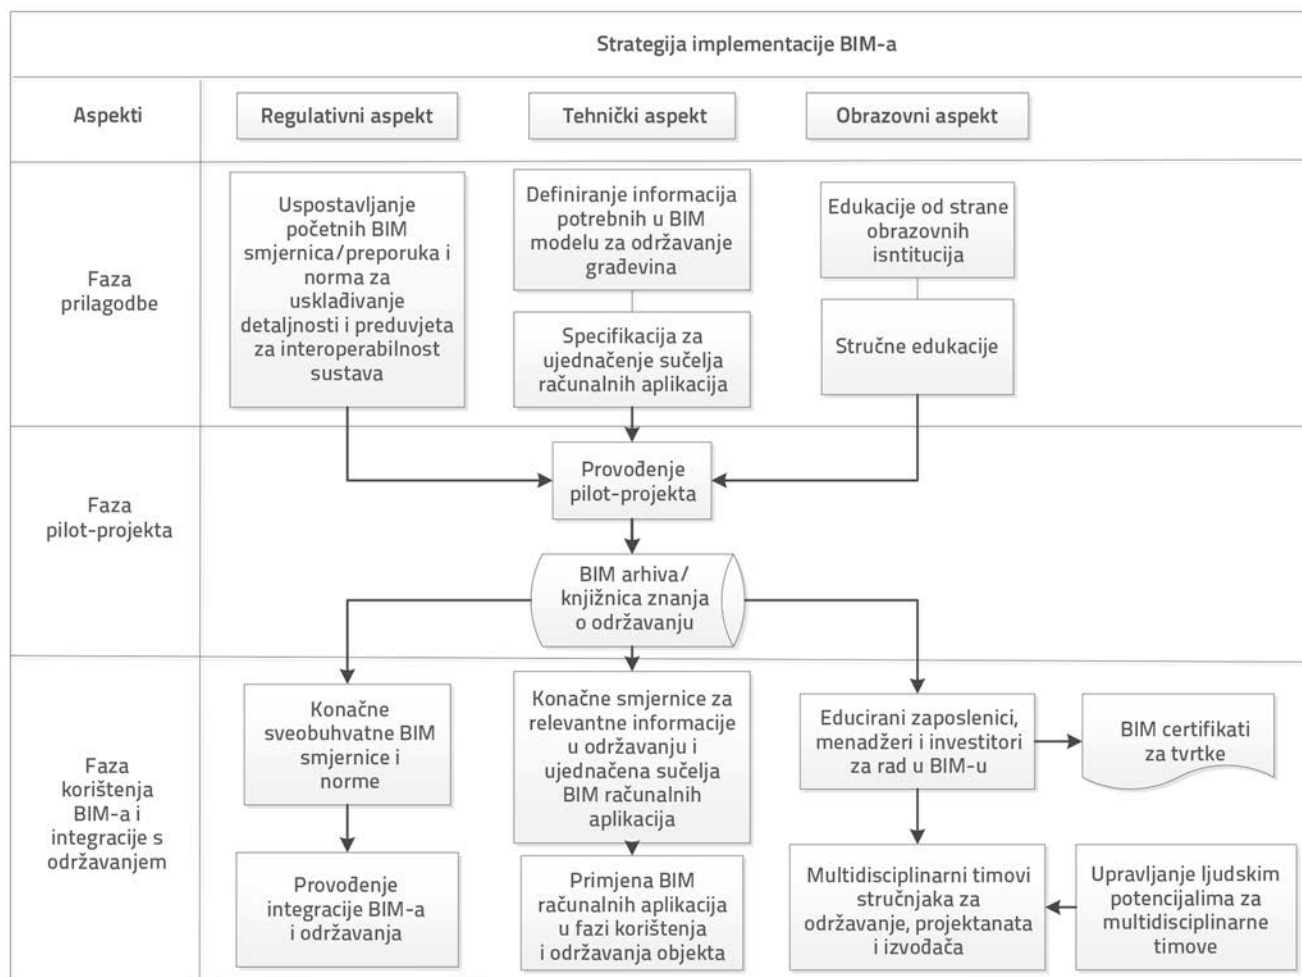 Strategija implementacije BIM-a
Aspekti
Regulativni aspekt
Tehnički aspekt
Obrazovni aspekt
Faza
prilagodbe
Uspostavljanje
početnih BIM
smjernica/preporuka i
norma za
usklađivanje
detaljnosti i preduvjeta
za interoperabilnost
sustava
Definiranje informacija
potrebnih u BIM
modelu za održavanje
građevina
Specifikacija za
ujednačenje sučelja
računalnih aplikacija
Edukacije od strane
obrazovnih
isntitucija
Stručne edukacije
Faza
pilot-projekta
Provođenje
pilot-projekta
BIM arhiva/
knjižnica znanja
o održavanju
Faza
korištenja
BIM-a i
integracije s
održavanjem
Konačne
sveobuhvatne BIM
smjernice i
norme
Provođenje
integracije BIM-a
i održavanja
Konačne smjernice za
relevantne informacije
u održavanju i
ujednačena sučelja
BIM računalnih
aplikacija
Primjena BIM
računalnih aplikacija
u fazi korištenja
i održavanja objekta
Educirani zaposlenici,
menadžeri i investitori
za rad u BIM-u
BIM certifikati
za tvrtke
Multidisciplinarni timovi
stručnjaka za
održavanje, projektanata
i izvođača
Upravljanje ljudskim
potencijalima za
multidisciplinarne
timove